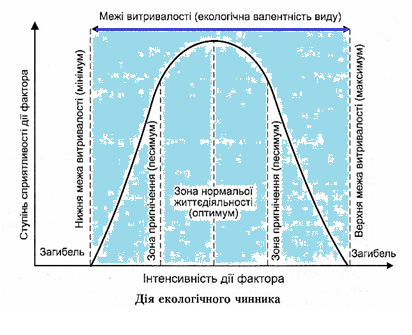 Межі витривалості (екологічна валентність виду)
Ступінь сприятливості дії фактора
Нижня межа витривалості (мінімум)
Зона пригнічення (песимум)
Зона нормальної
життєдіяльності
(оптимум)
Зона пригнічення (песимум)
Верхня межа витривалості (максимум)
Загибель
Загибель
Інтенсивність дії фактора
Дія екологічного чинника